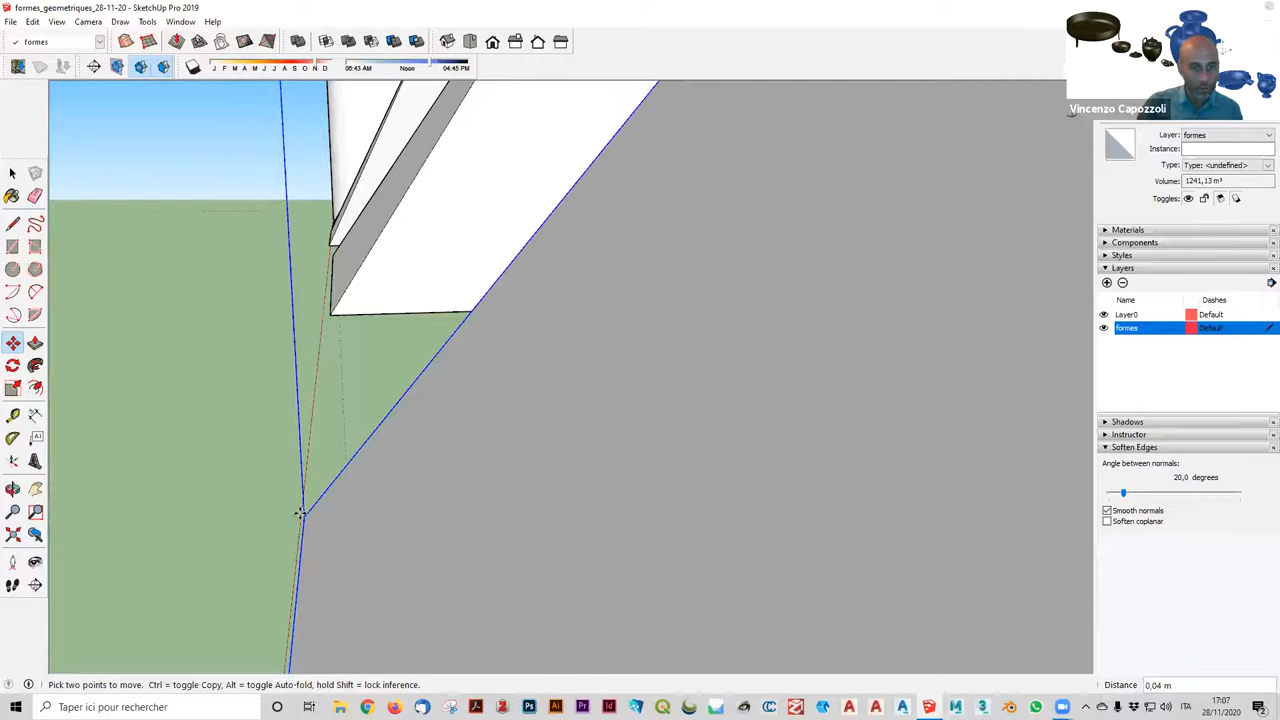 formes_geometriques_28-11-20 - SketchUp Pro 2019
File Edit View Camera Draw Tools Window Help
formes
J F M A M J J A S O N D 06:43 AM Noon 04:45 PM
Vincenzo Capozzoli
Layer: formes
Instance:
Type: Type: <undefined>
Volume: 1241,13 m³
Toggles:
Materials
Components
Styles
Layers
Name Dashes
Layer0 Default
formes Default
Shadows
Instructor
Soften Edges
Angle between normals:
20,0 degrees
Smooth normals
Soften coplanar
Pick two points to move. Ctrl = toggle Copy, Alt = toggle Auto-fold, hold Shift = lock inference.
Distance 0,04 m
Taper ici pour rechercher
ITA
17:07
28/11/2020